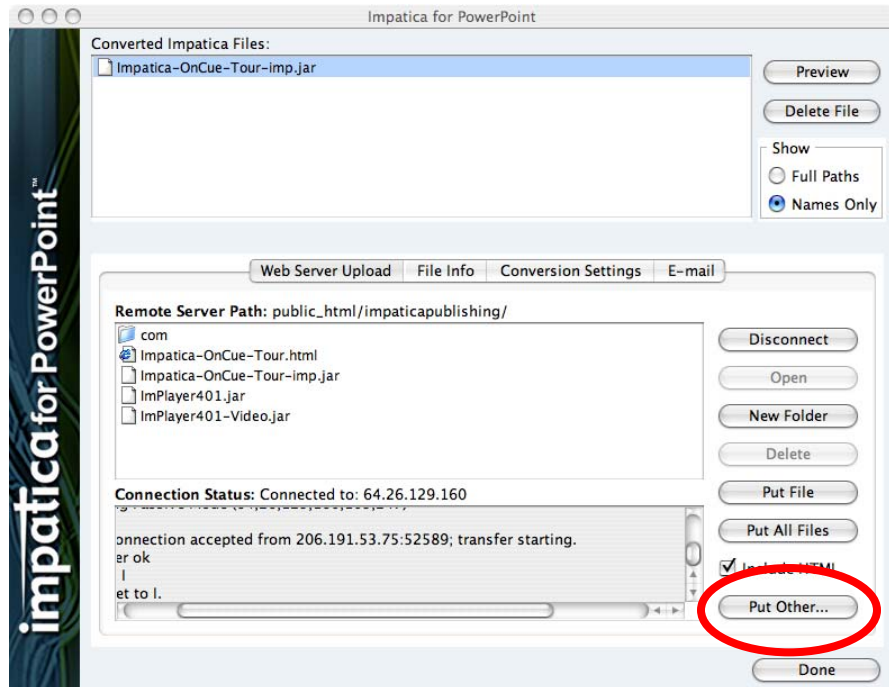 Impatica for PowerPoint
impatica for PowerPoint™
Converted Impatica Files:
Impatica-OnCue-Tour-imp.jar
Preview
Delete File
Show
Full Paths
Names Only
Web Server Upload
File Info
Conversion Settings
E-mail
Remote Server Path: public_html/impaticapublishing/
com
Impatica-OnCue-Tour.html
Impatica-OnCue-Tour-imp.jar
ImPlayer401.jar
ImPlayer401-Video.jar
Disconnect
Open
New Folder
Delete
Put File
Put All Files
Include HTML
Put Other...
Connection Status: Connected to: 64.26.129.160
onnection accepted from 206.191.53.75:52589; transfer starting.
er ok
I
et to I.
Done